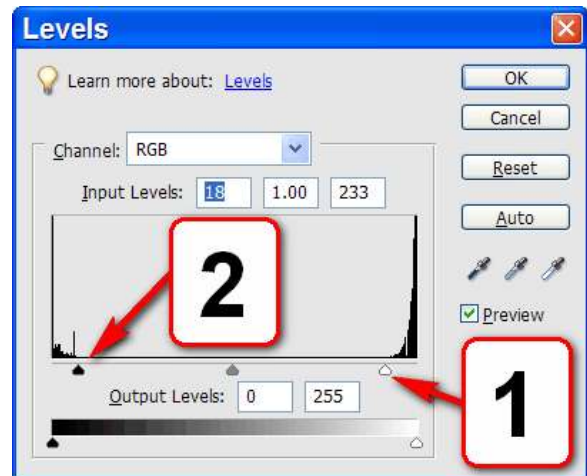 Levels
Learn more about: Levels
OK
Cancel
Channel: RGB
Reset
Input Levels: 18 1.00 233
Auto
2
Preview
1
Output Levels: 0 255